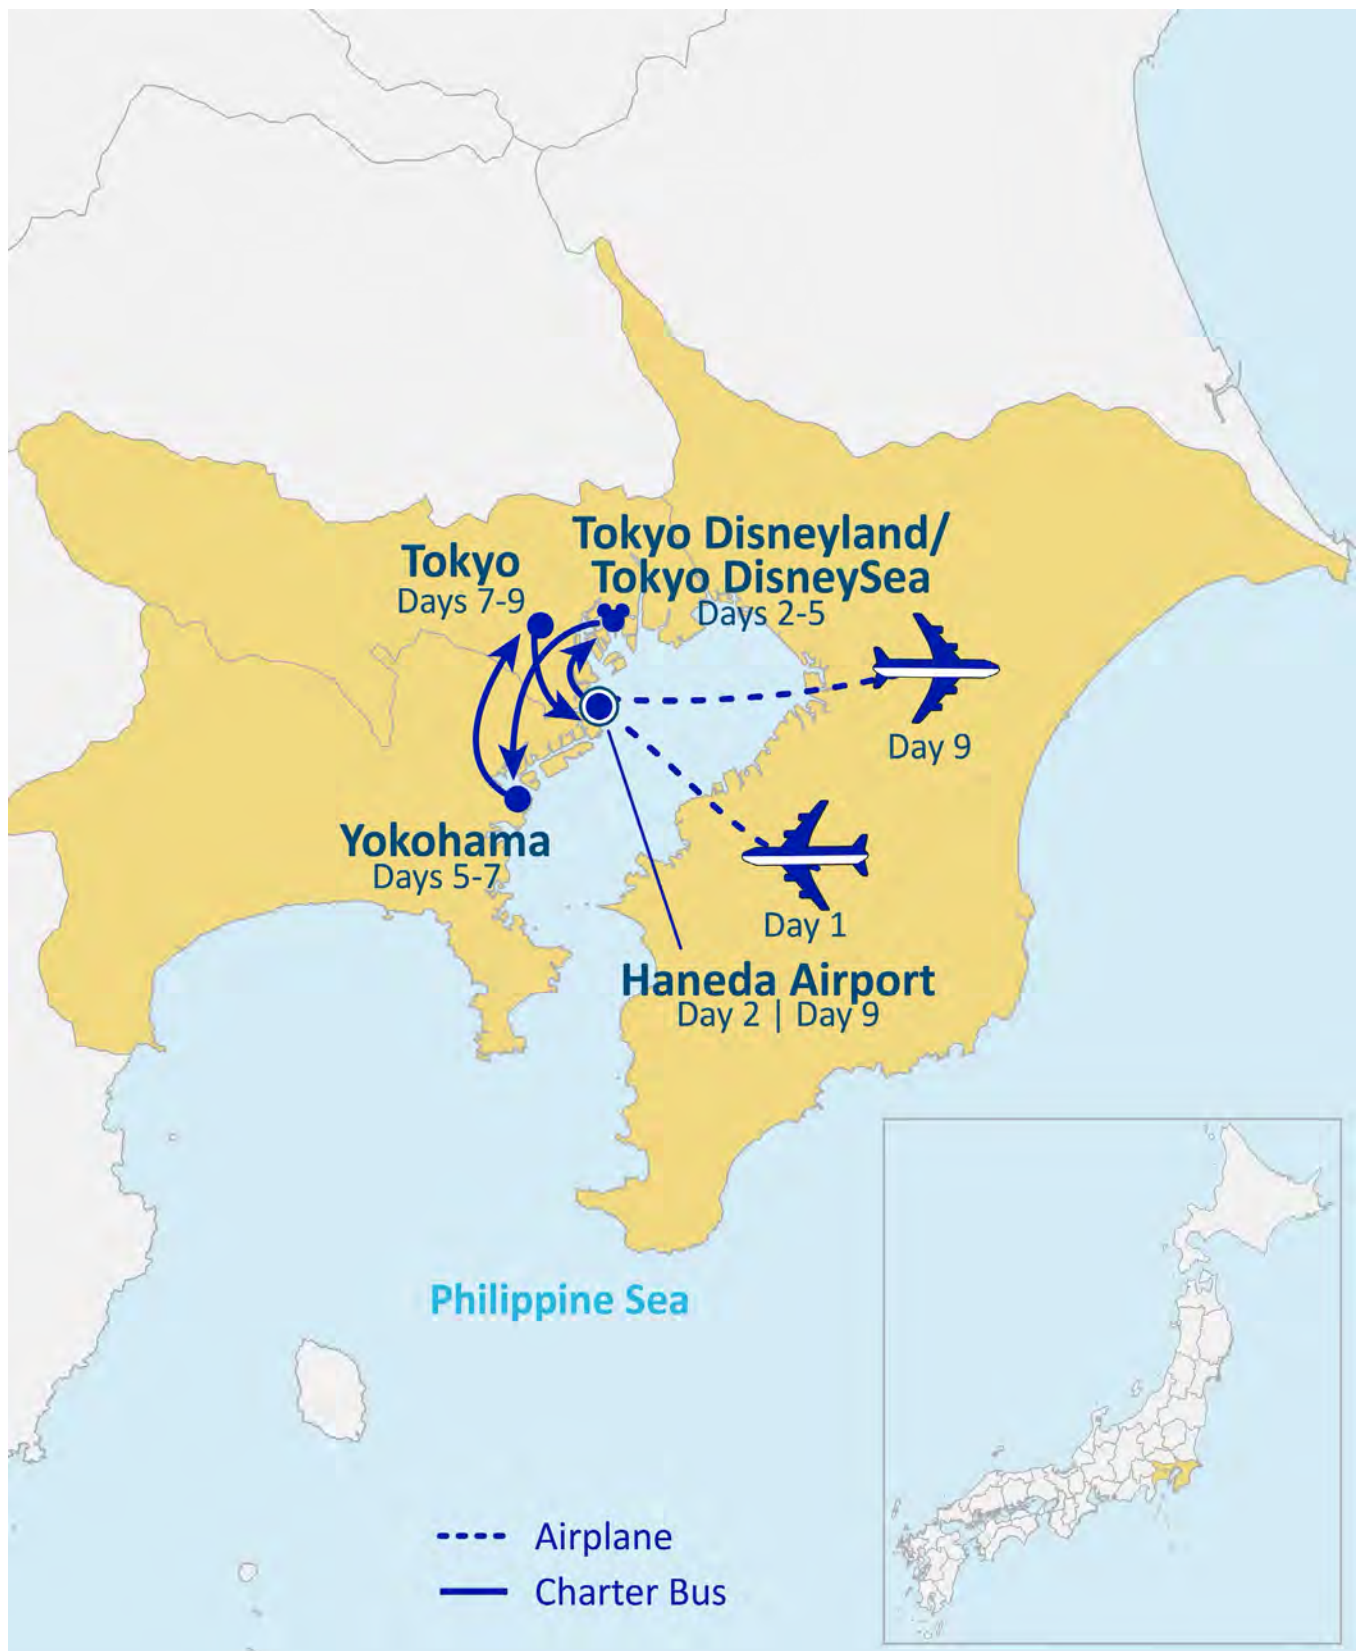 Tokyo Disneyland/
Tokyo DisneySea
Days 2-5
Tokyo
Days 7-9
Day 9
Yokohama
Days 5-7
Day 1
Haneda Airport
Day 2 | Day 9
Philippine Sea
Airplane
Charter Bus